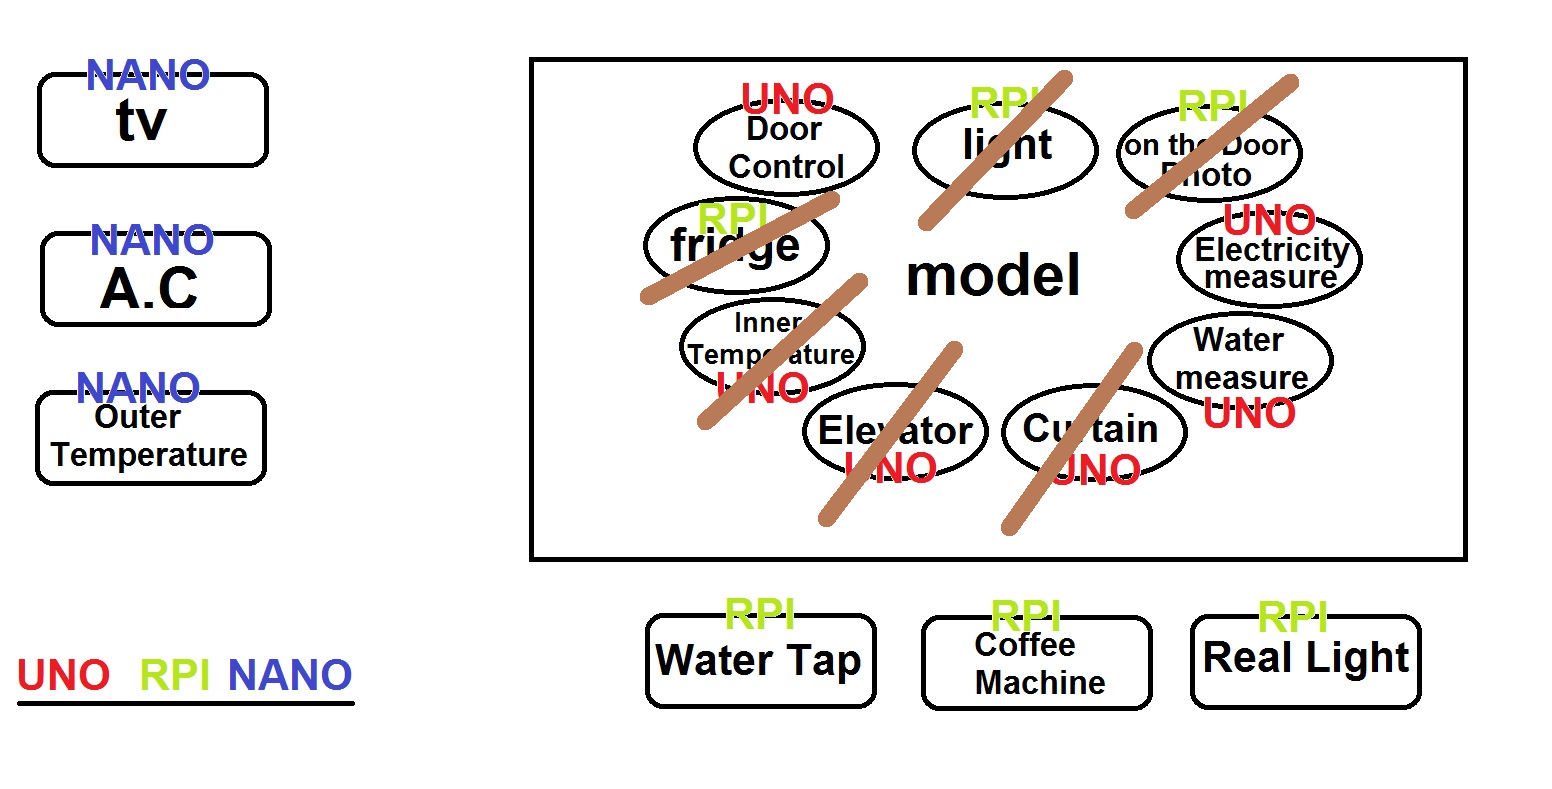 NANO
tv
NANO
A.C
NANO
Outer
Temperature
UNO RPI NANO
UNO
Door
Control
RPI
light
RPI
on the Door
Photo
RPI
fridge
UNO
Electricity
measure
model
Inner
Temperature
UNO
Water
measure
UNO
Elevator
UNO
Curtain
UNO
RPI
Water Tap
RPI
Coffee
Machine
RPI
Real Light